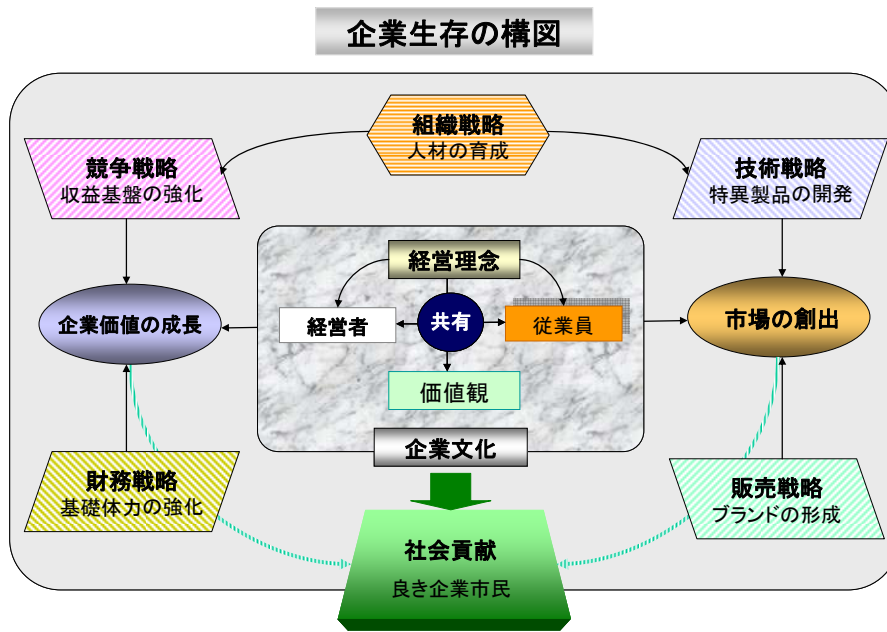 企業生存の構図
組織戦略
人材の育成
競争戦略
収益基盤の強化
技術戦略
特異製品の開発
経営理念
企業価値の成長
経営者
共有
従業員
市場の創出
価値観
企業文化
財務戦略
基礎体力の強化
販売戦略
ブランドの形成
社会貢献
良き企業市民